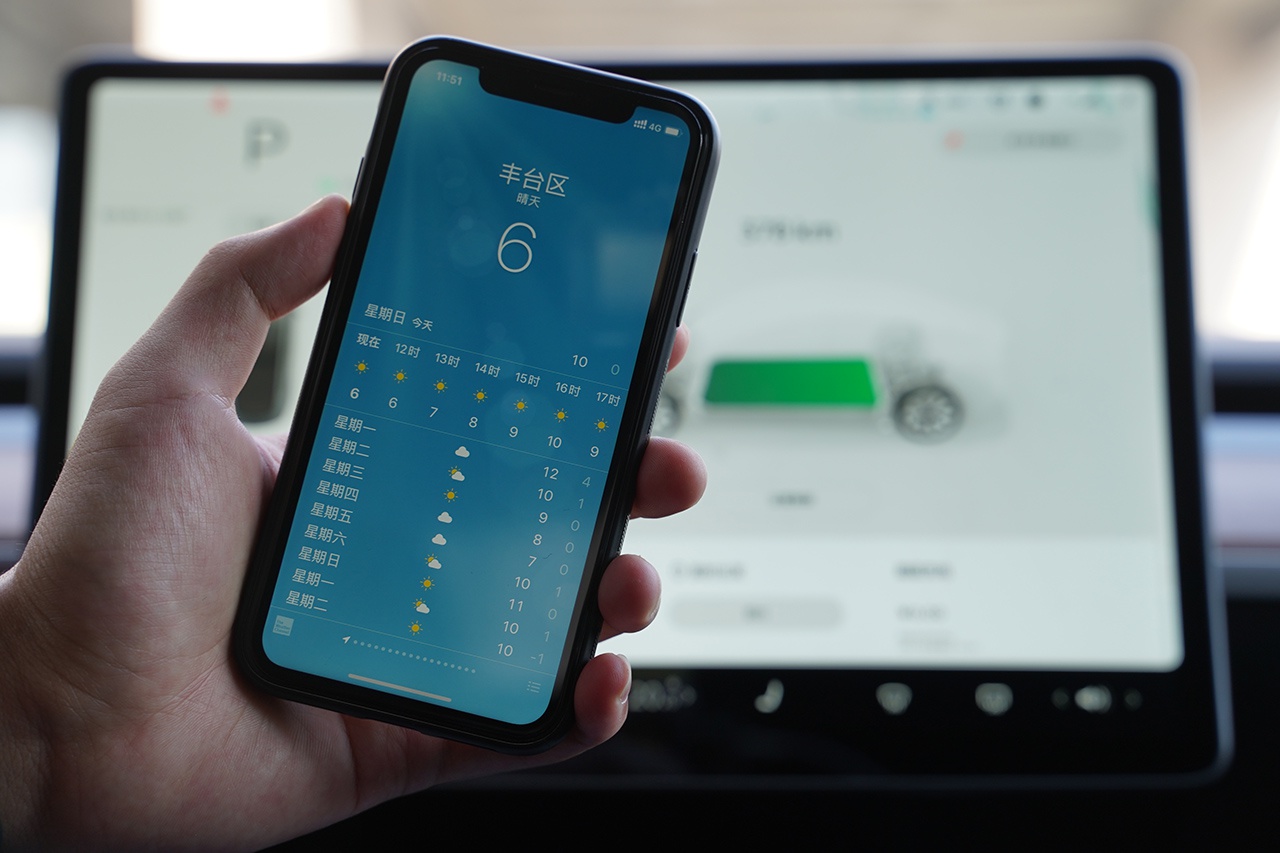 11:51
4G
丰台区
晴天
6
星期日 今天 10 0
现在 12时 13时 14时 15时 16时 17时
6 6 7 8 9 10 9
星期一 12 4
星期二 10 1
星期三 9 0
星期四 8 0
星期五 7 0
星期六 10 1
星期日 11 0
星期一 10 1
星期二 10 -1
P
378 km